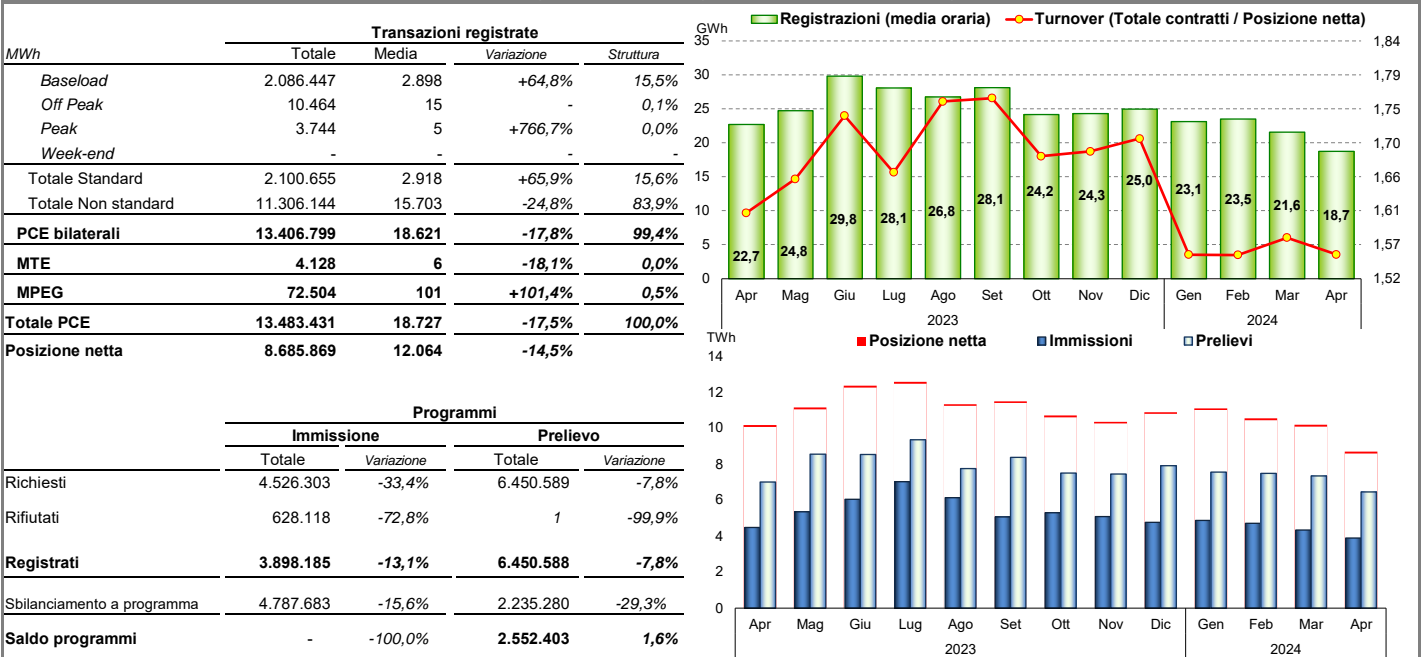 Transazioni registrate
MWh Totale Media Variazione Struttura
Baseload 2.086.447 2.898 +64,8% 15,5%
Off Peak 10.464 15 - 0,1%
Peak 3.744 5 +766,7% 0,0%
Week-end - - - -
Totale Standard 2.100.655 2.918 +65,9% 15,6%
Totale Non standard 11.306.144 15.703 -24,8% 83,9%
PCE bilaterali 13.406.799 18.621 -17,8% 99,4%
MTE 4.128 6 -18,1% 0,0%
MPEG 72.504 101 +101,4% 0,5%
Totale PCE 13.483.431 18.727 -17,5% 100,0%
Posizione netta 8.685.869 12.064 -14,5%
Programmi
Immissione Prelievo
Totale Variazione Totale Variazione
Richiesti 4.526.303 -33,4% 6.450.589 -7,8%
Rifiutati 628.118 -72,8% 1 -99,9%
Registrati 3.898.185 -13,1% 6.450.588 -7,8%
Sbilanciamento a programma 4.787.683 -15,6% 2.235.280 -29,3%
Saldo programmi - -100,0% 2.552.403 1,6%
Registrazioni (media oraria) Turnover (Totale contratti / Posizione netta)
GWh
35 1,84
30 1,79
25 1,75
20 1,70
15 1,66
10 1,61
5 1,57
0 1,52
22,7 24,8 29,8 28,1 26,8 28,1 24,2 24,3 25,0 23,1 23,5 21,6 18,7
Apr Mag Giu Lug Ago Set Ott Nov Dic Gen Feb Mar Apr
2023 2024
TWh
Posizione netta Immissioni Prelievi
14
12
10
8
6
4
2
0
Apr Mag Giu Lug Ago Set Ott Nov Dic Gen Feb Mar Apr
2023 2024